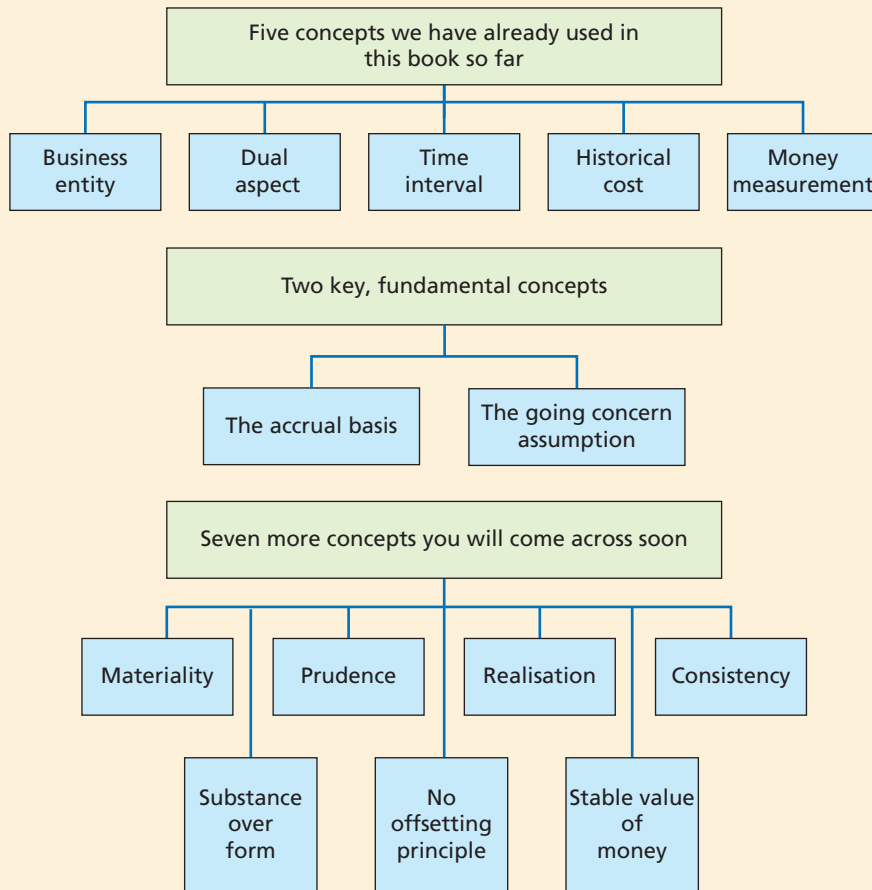 Five concepts we have already used in
this book so far
Business
entity
Dual
aspect
Time
interval
Historical
cost
Money
measurement
Two key, fundamental concepts
The accrual basis
The going concern
assumption
Seven more concepts you will come across soon
Materiality
Prudence
Realisation
Consistency
Substance
over
form
No
offsetting
principle
Stable value
of
money